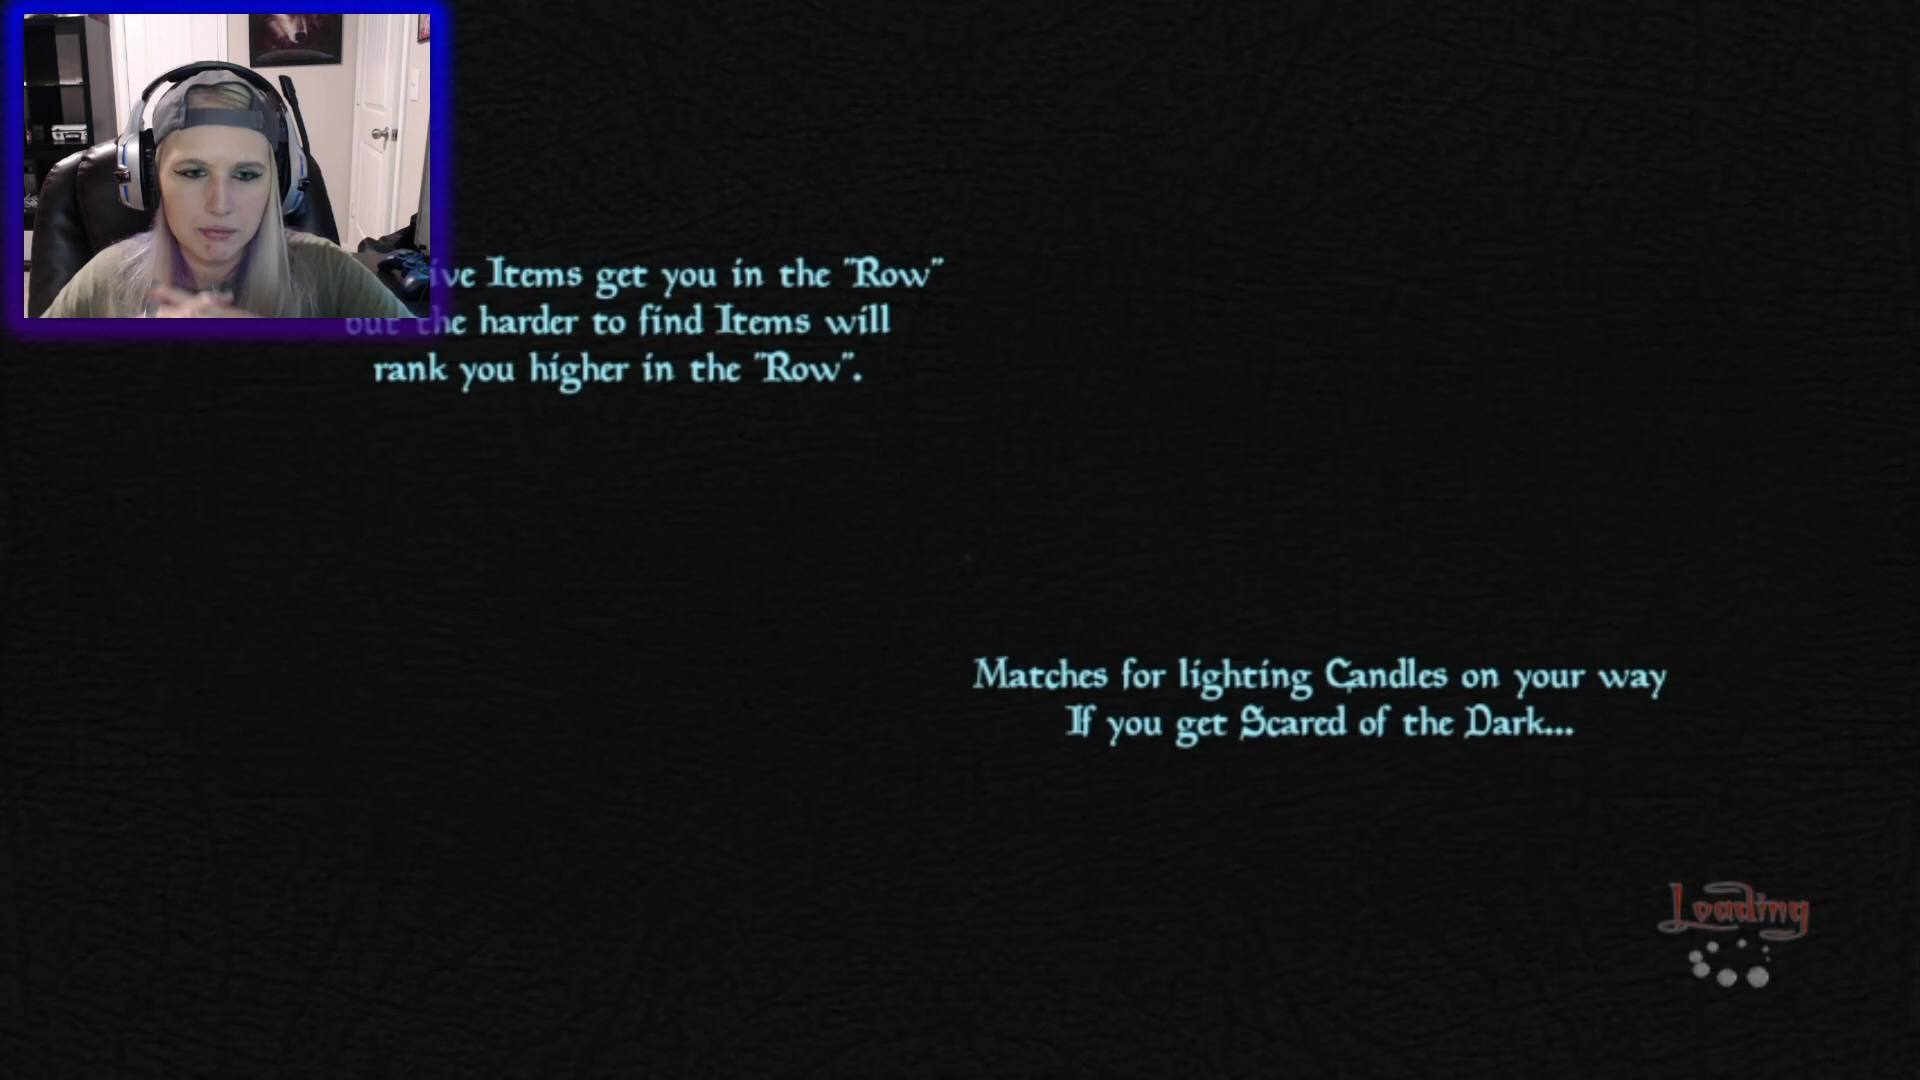 Items get you in the "Row"
but the harder to find Items will
rank you higher in the "Row".
Matches for lighting Candles on your way
If you get Scared of the Dark...
Loading